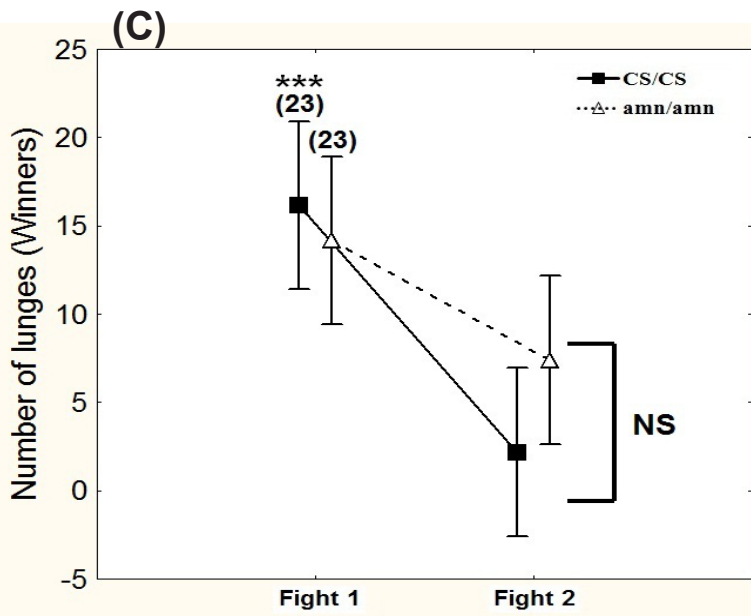 (C)
25
20
15
10
5
0
-5
Number of lunges (Winners)
***
(23)
(23)
CS/CS
amn/amn
NS
Fight 1
Fight 2